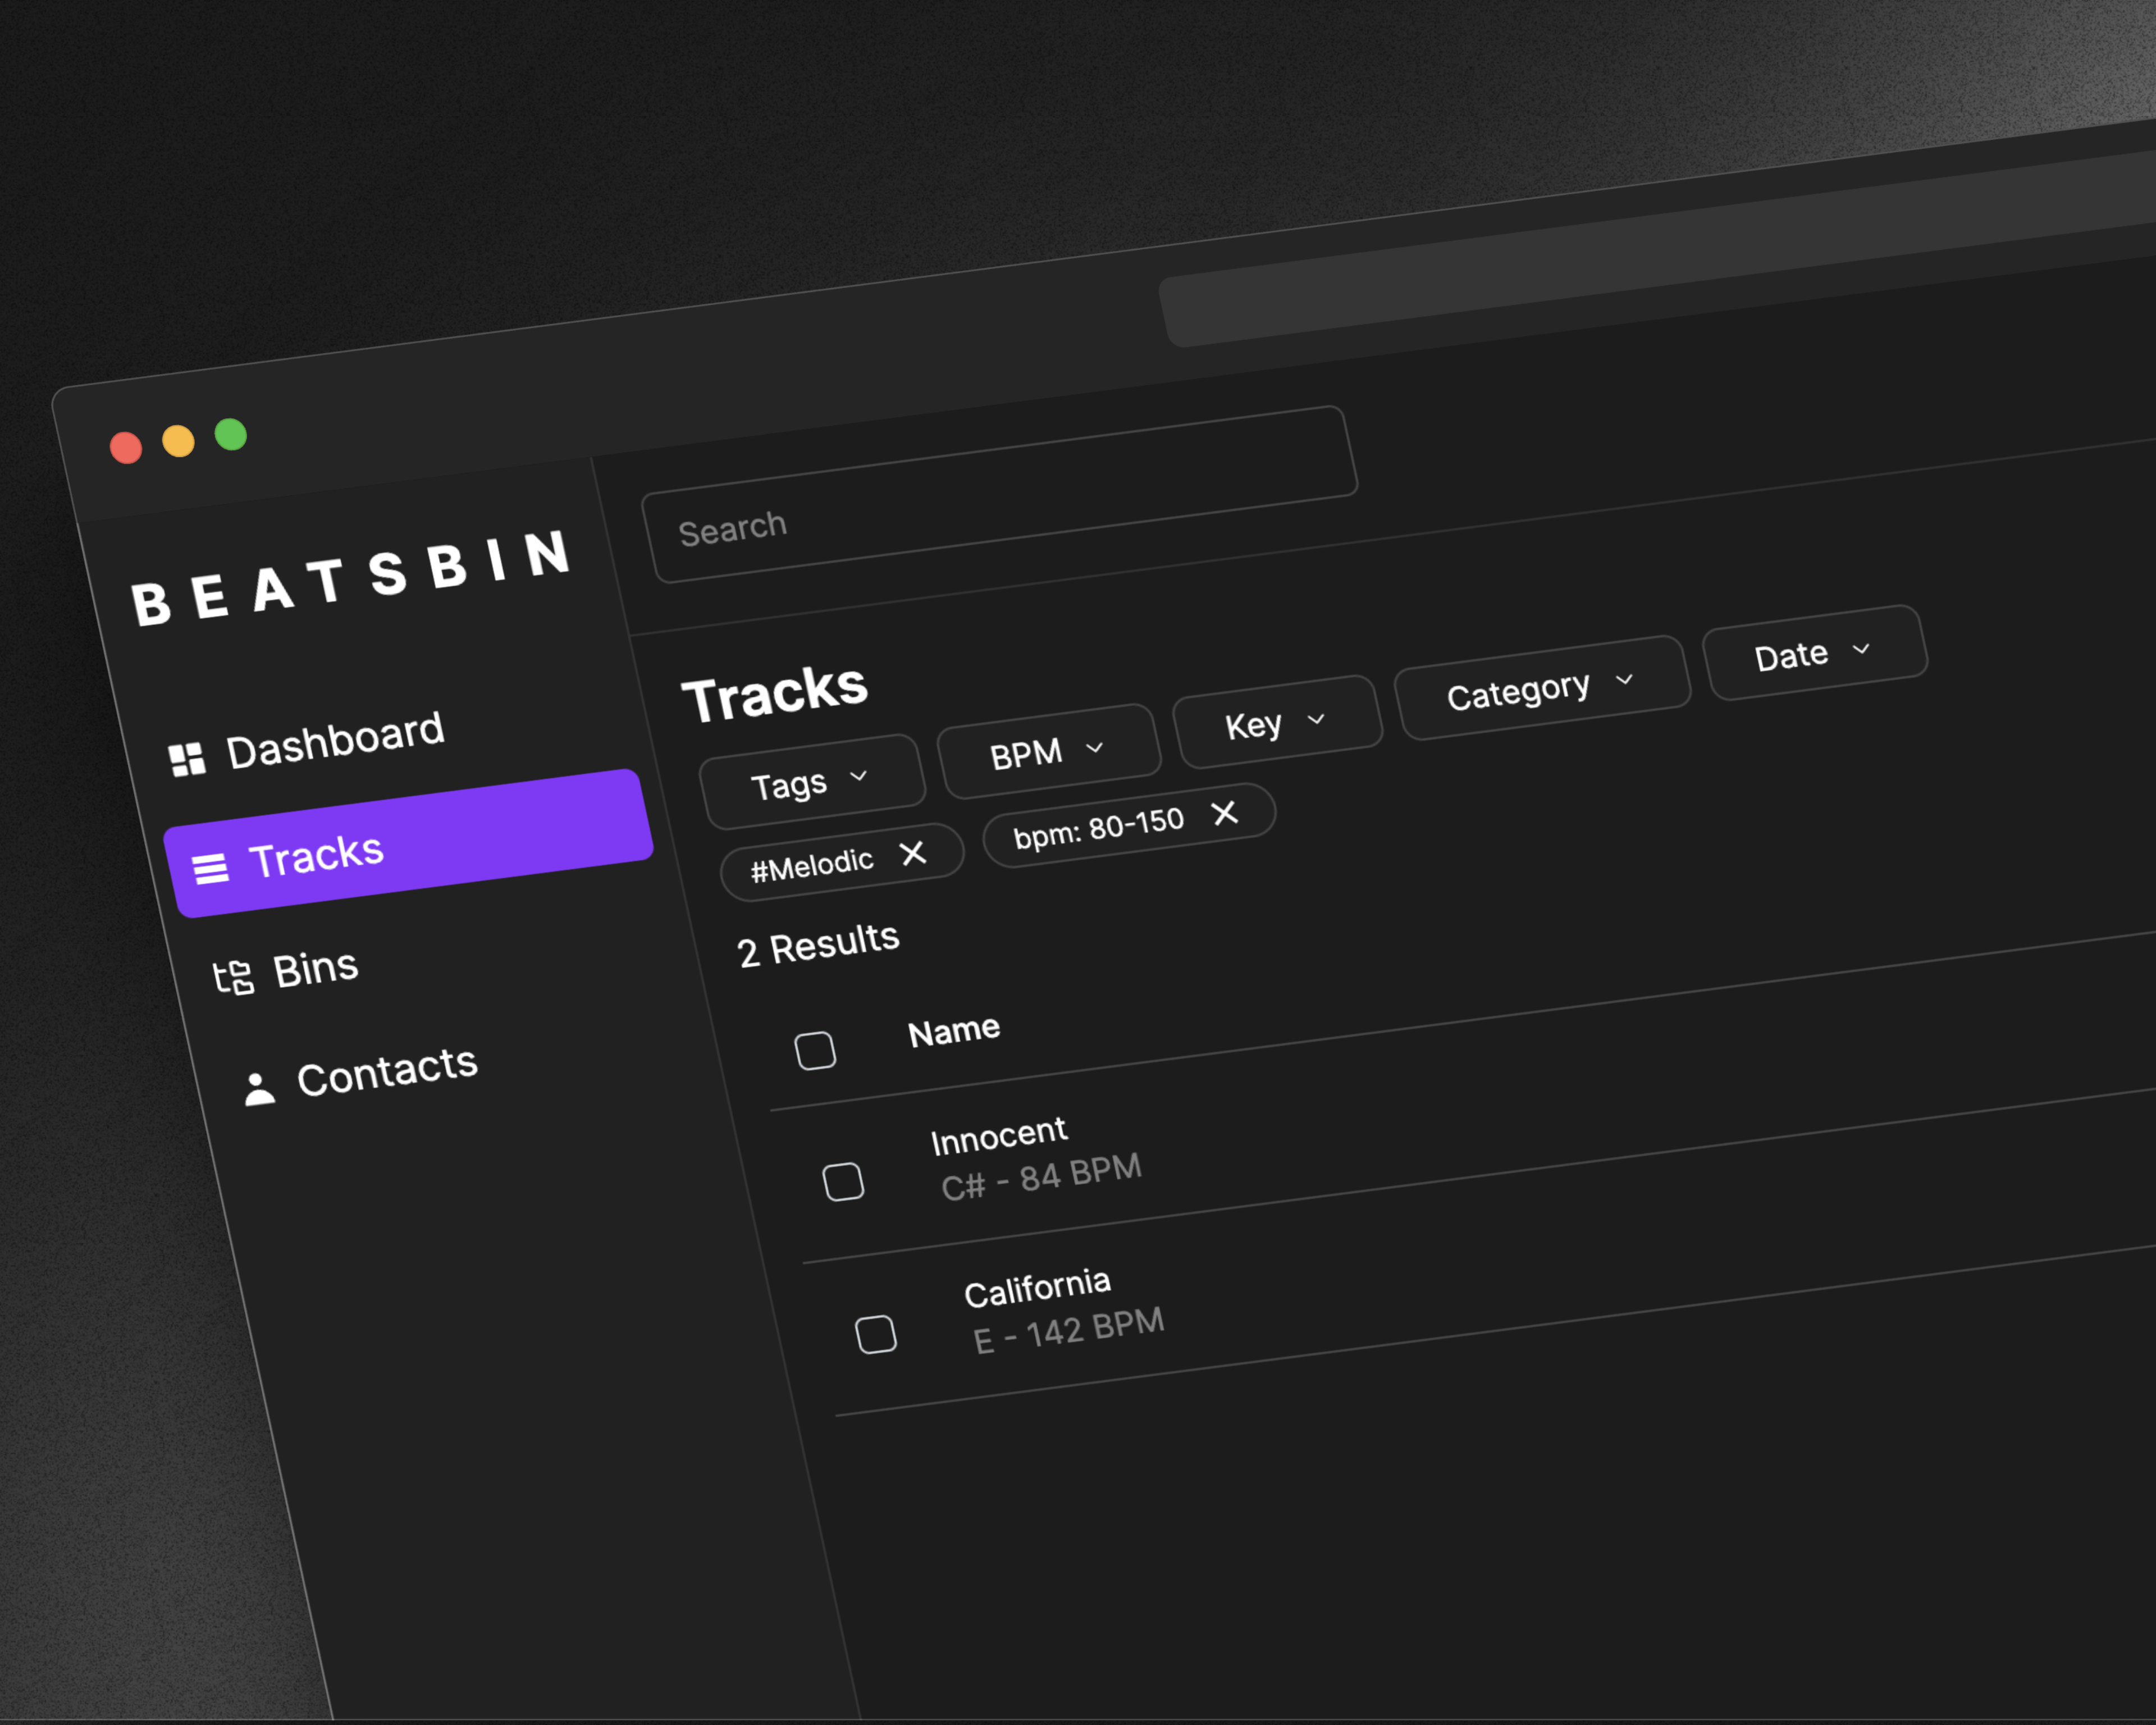 BEATSBIN
Dashboard
Tracks
Bins
Contacts
Search
Tracks
Tags BPM Key Category Date
#Melodic bpm: 80-150
2 Results
Name
Innocent
C# - 84 BPM
California
E - 142 BPM